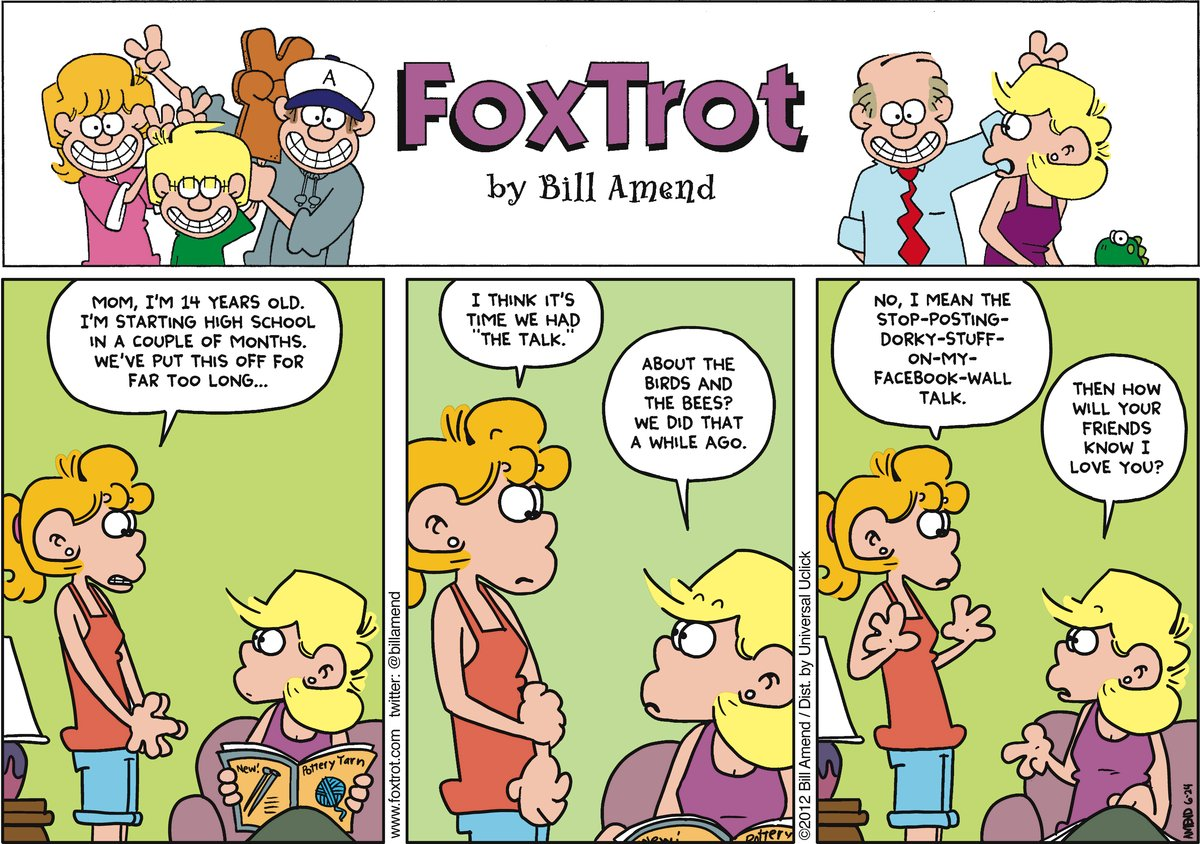 A
FOXTROT
by Bill Amend
MOM, I'M 14 YEARS OLD.
I'M STARTING HIGH SCHOOL
IN A COUPLE OF MONTHS.
WE'VE PUT THIS OFF FOR
FAR TOO LONG...
New!
Pottery Yarn
www.foxtrot.com twitter: @billamend
I THINK IT'S
TIME WE HAD
"THE TALK."
ABOUT THE
BIRDS AND
THE BEES?
WE DID THAT
A WHILE AGO.
New!
Pottery
©2012 Bill Amend / Dist. by Universal Uclick
NO, I MEAN THE
STOP-POSTING-
DORKY-STUFF-
ON-MY-
FACEBOOK-WALL
TALK.
THEN HOW
WILL YOUR
FRIENDS
KNOW I
LOVE YOU?
AMEND 6-24